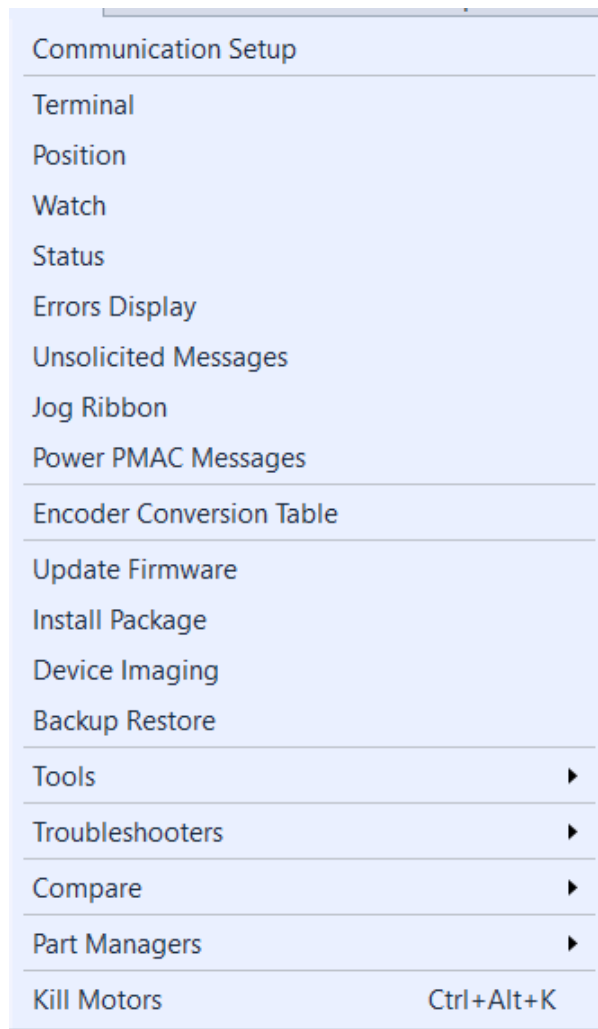 Communication Setup
Terminal
Position
Watch
Status
Errors Display
Unsolicited Messages
Jog Ribbon
Power PMAC Messages
Encoder Conversion Table
Update Firmware
Install Package
Device Imaging
Backup Restore
Tools
Troubleshooters
Compare
Part Managers
Kill Motors Ctrl+Alt+K